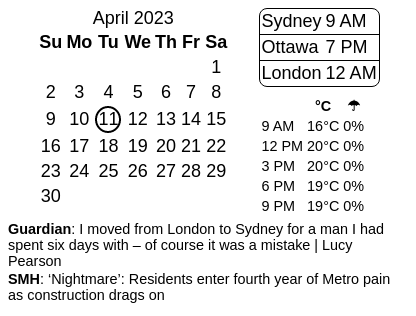 April 2023
Su Mo Tu We Th Fr Sa
1
2 3 4 5 6 7 8
9 10 11 12 13 14 15
16 17 18 19 20 21 22
23 24 25 26 27 28 29
30
Sydney 9 AM
Ottawa 7 PM
London 12 AM
°C ☂
9 AM 16°C 0%
12 PM 20°C 0%
3 PM 20°C 0%
6 PM 19°C 0%
9 PM 19°C 0%
Guardian: I moved from London to Sydney for a man I had
spent six days with – of course it was a mistake | Lucy
Pearson
SMH: ‘Nightmare’: Residents enter fourth year of Metro pain
as construction drags on